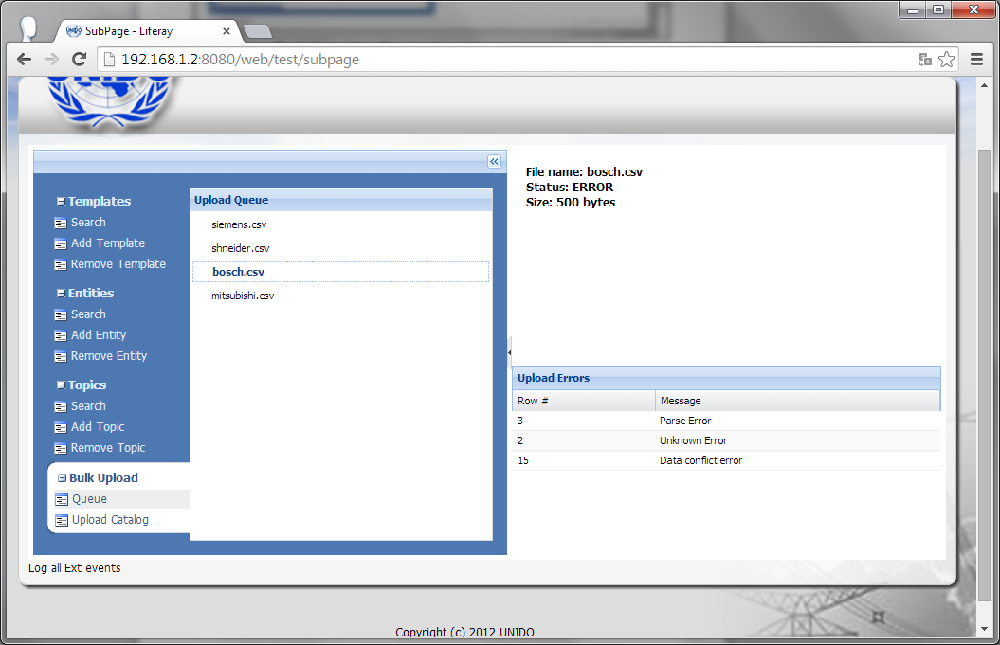 SubPage - Liferay
192.168.1.2:8080/web/test/subpage
Templates
Search
Add Template
Remove Template
Entities
Search
Add Entity
Remove Entity
Topics
Search
Add Topic
Remove Topic
Bulk Upload
Queue
Upload Catalog
Upload Queue
siemens.csv
shneider.csv
bosch.csv
mitsubishi.csv
File name: bosch.csv
Status: ERROR
Size: 500 bytes
Upload Errors
Row # Message
3 Parse Error
2 Unknown Error
15 Data conflict error
Log all Ext events
Copyright (c) 2012 UNIDO